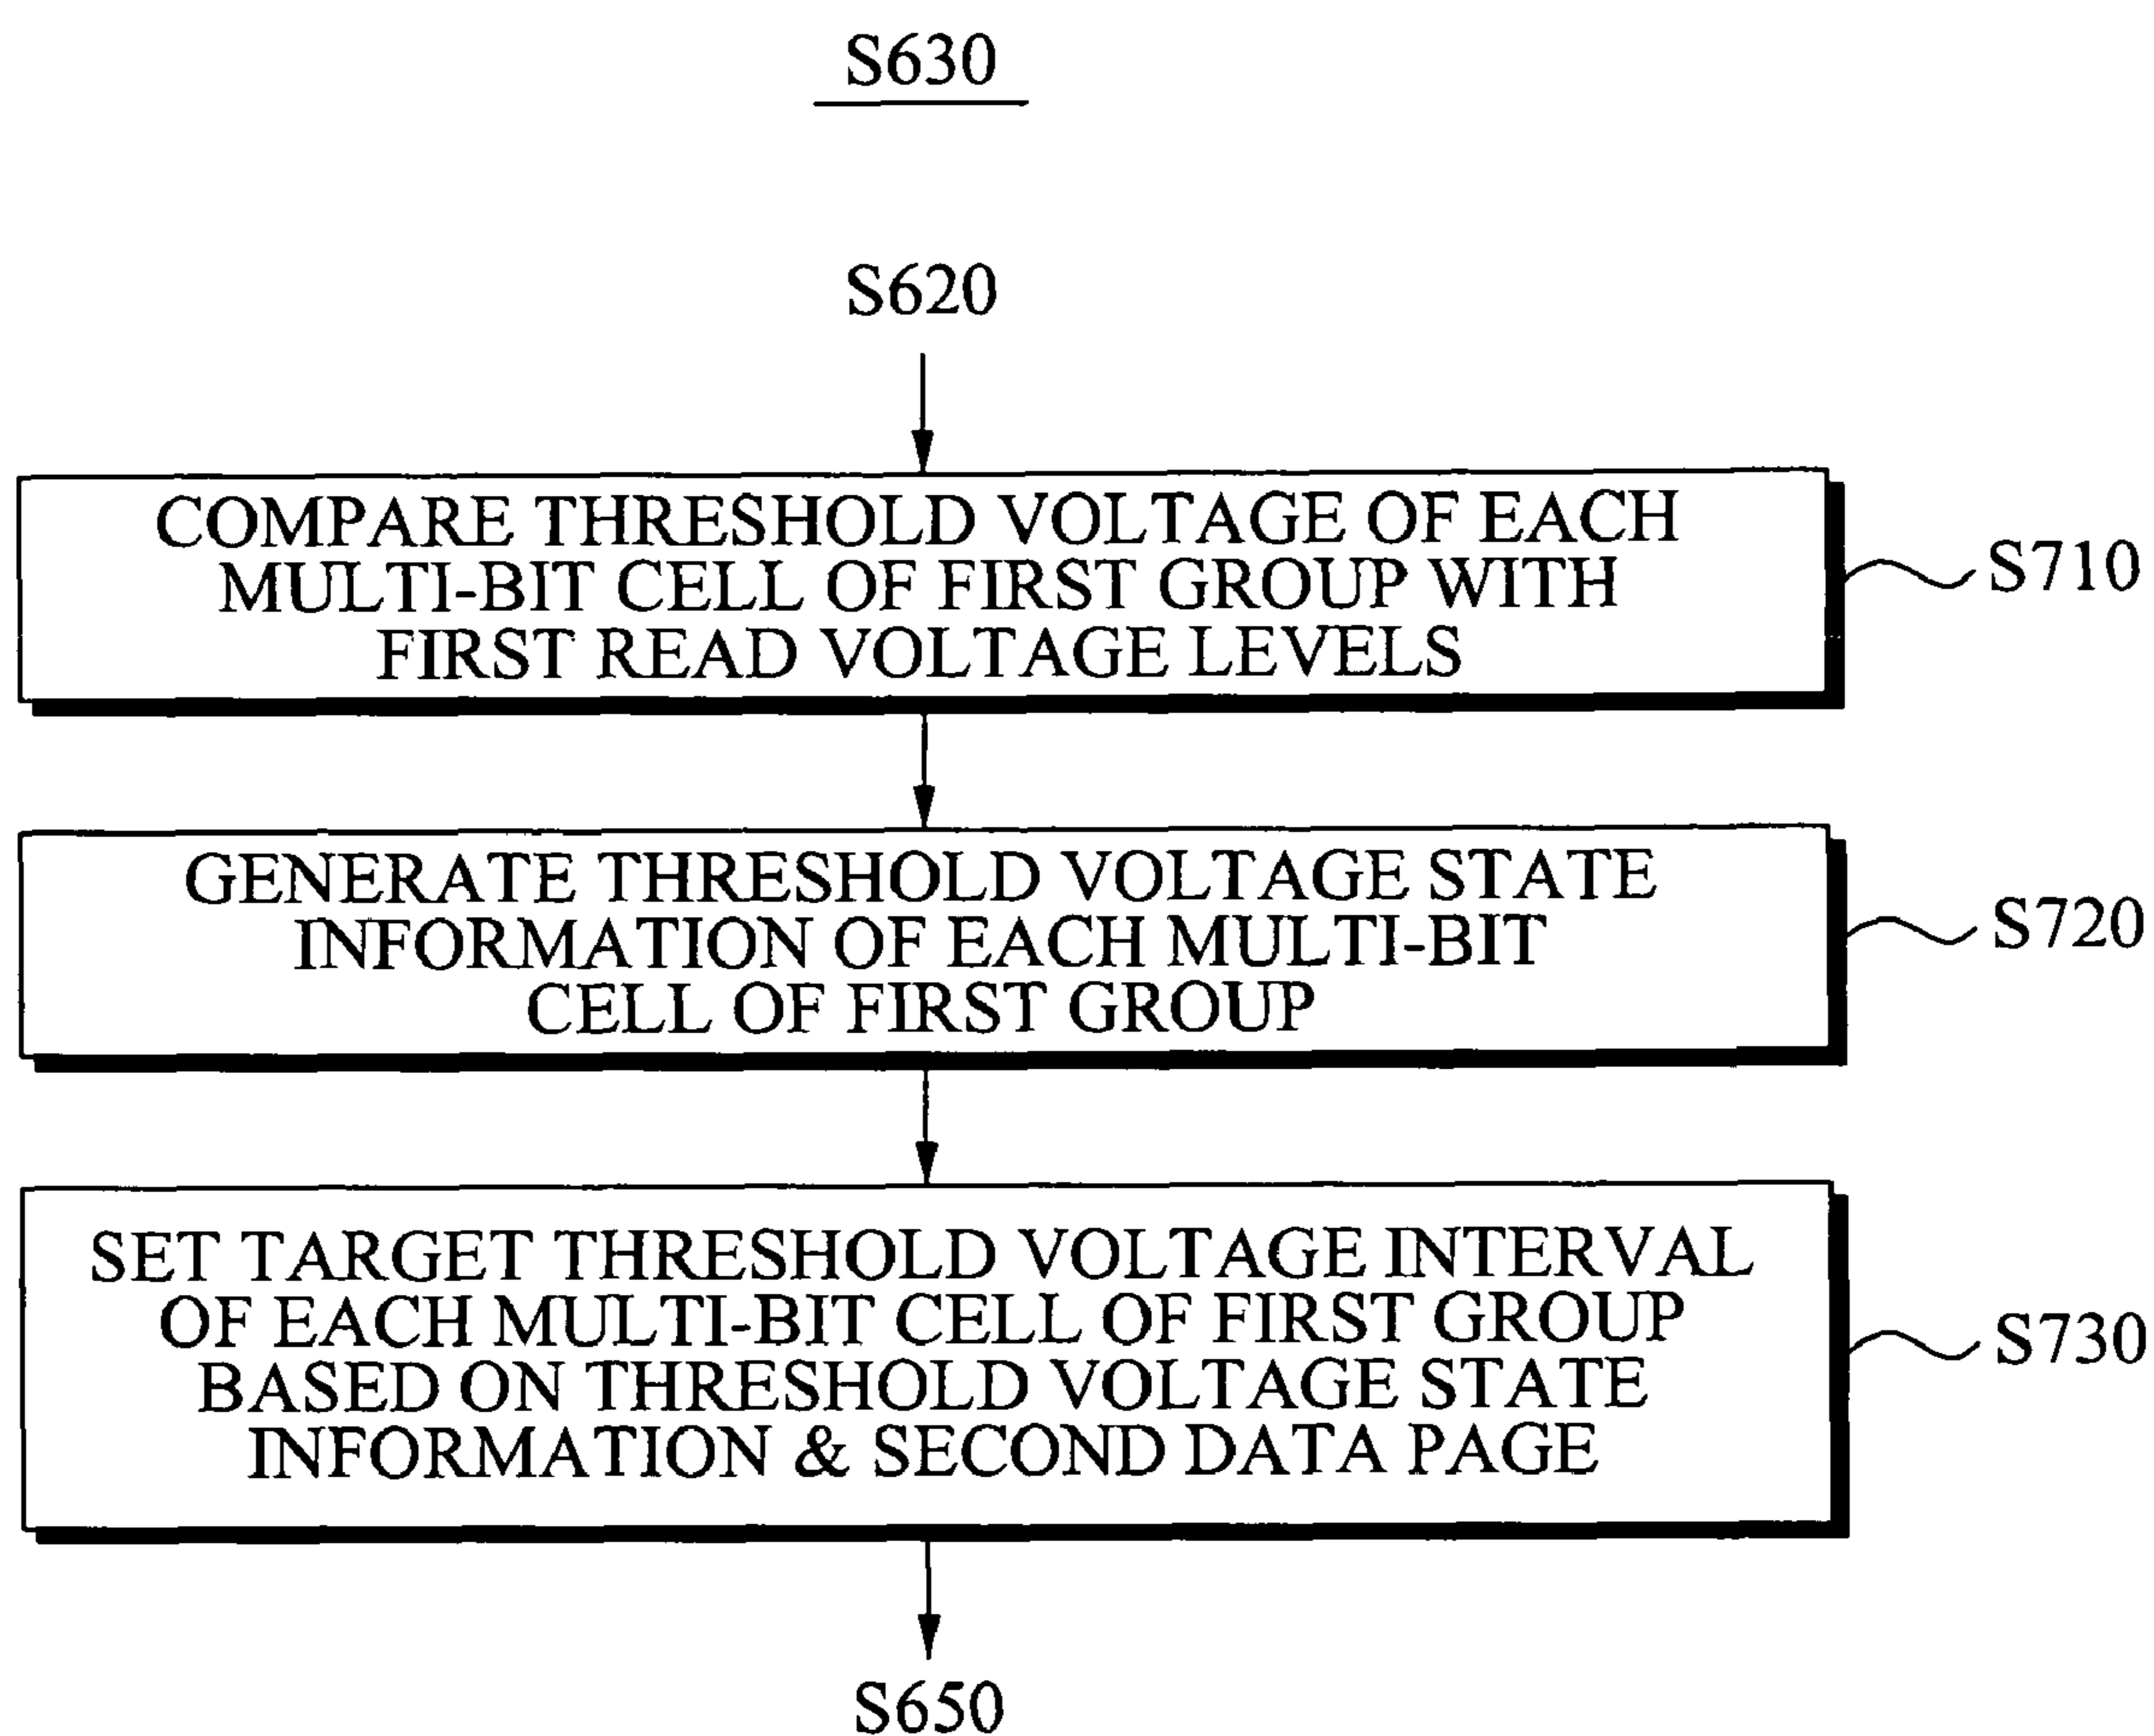 S630
S620
COMPARE THRESHOLD VOLTAGE OF EACH
MULTI-BIT CELL OF FIRST GROUP WITH
FIRST READ VOLTAGE LEVELS
S710
GENERATE THRESHOLD VOLTAGE STATE
INFORMATION OF EACH MULTI-BIT
CELL OF FIRST GROUP
S720
SET TARGET THRESHOLD VOLTAGE INTERVAL
OF EACH MULTI-BIT CELL OF FIRST GROUP
BASED ON THRESHOLD VOLTAGE STATE
INFORMATION & SECOND DATA PAGE
S730
S650